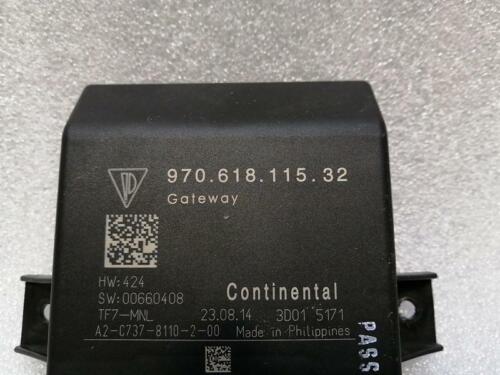 970.618.115.32
Gateway
HW:424
SW:00660408
Continental
TF7-MNL 23.08.14 3D01 5171
A2-C737-8110-2-00 Made in Philippines
PASS